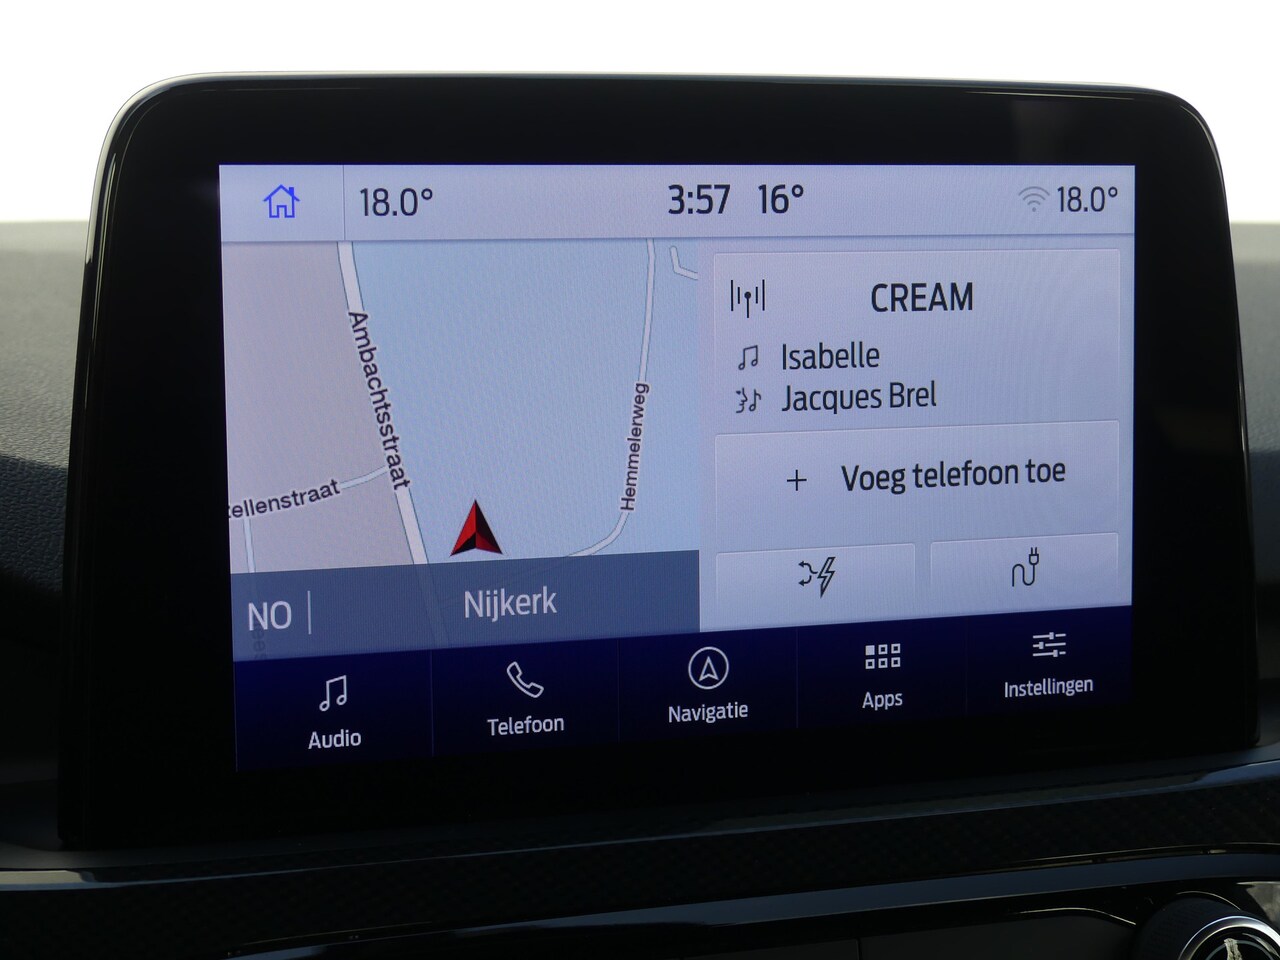 18.0°
3:57 16°
18.0°
CREAM
Isabelle
Jacques Brel
Ambachtsstraat
Hemmelerweg
Voeg telefoon toe
NO
Nijkerk
Audio
Telefoon
Navigatie
Apps
Instellingen